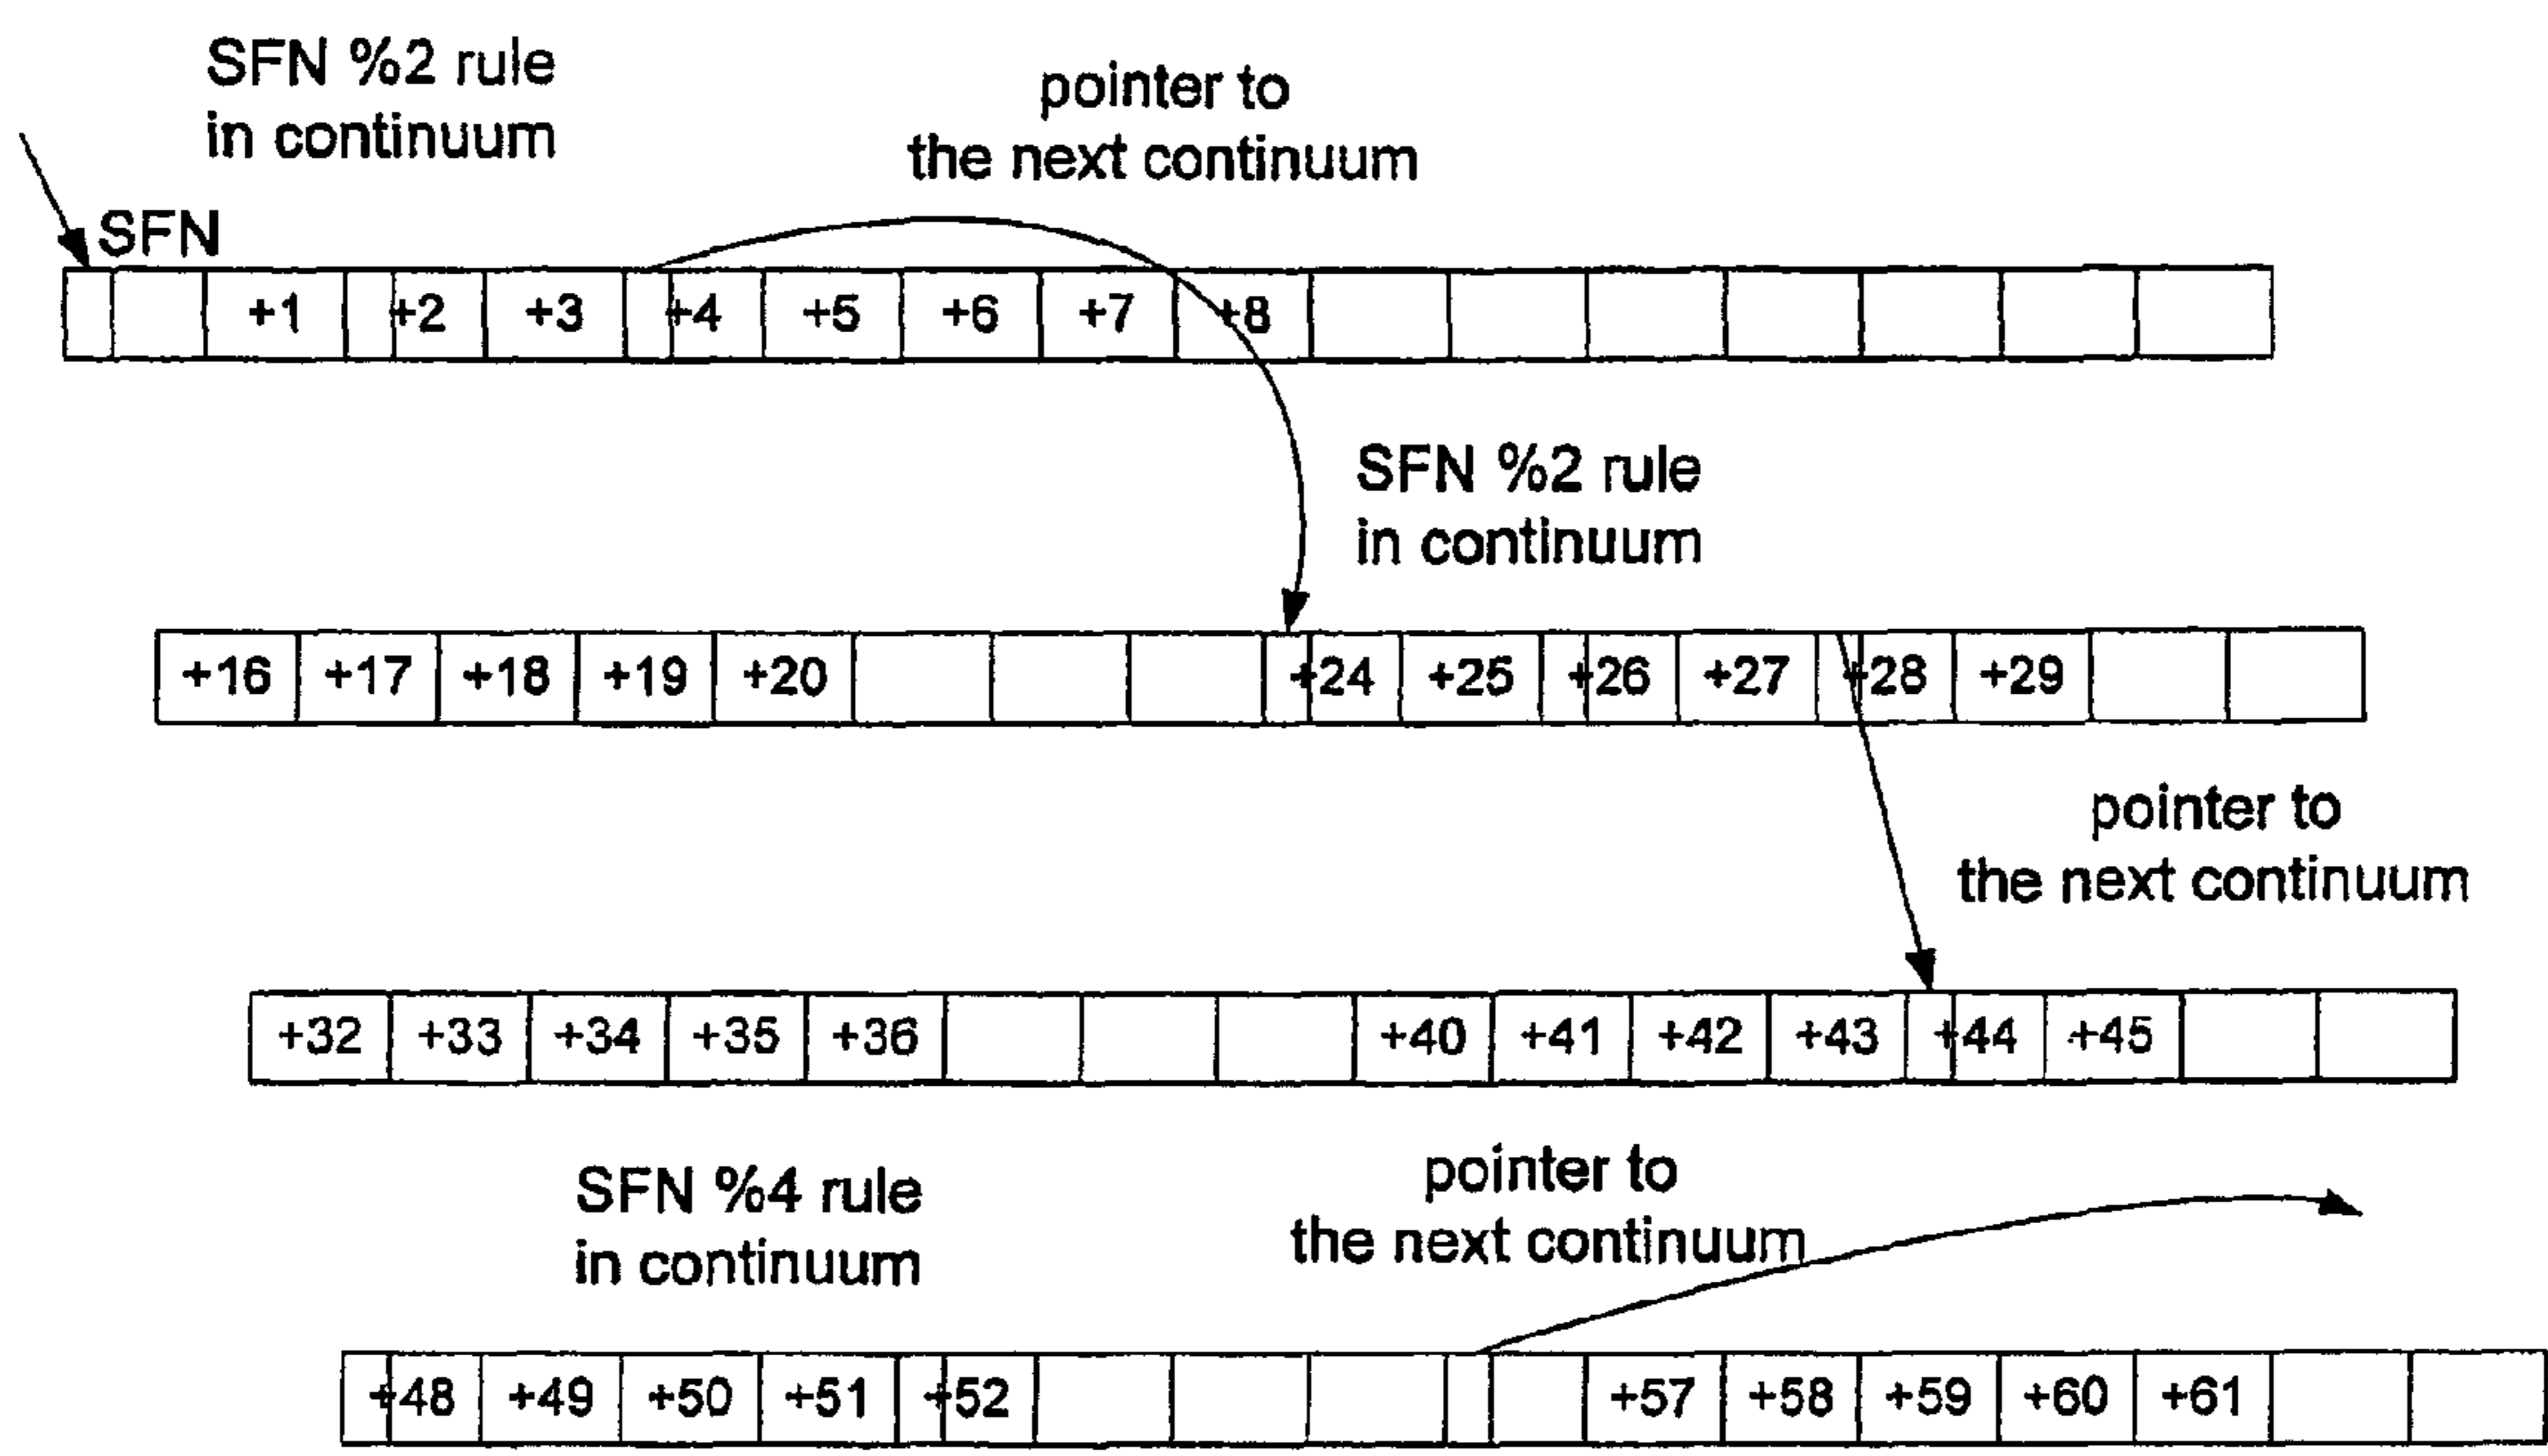 SFN %2 rule
in continuum
pointer to
the next continuum
SFN
+1 +2 +3 +4 +5 +6 +7 +8
SFN %2 rule
in continuum
+16 +17 +18 +19 +20 +24 +25 +26 +27 +28 +29
pointer to
the next continuum
+32 +33 +34 +35 +36 +40 +41 +42 +43 +44 +45
SFN %4 rule
in continuum
pointer to
the next continuum
+48 +49 +50 +51 +52 +57 +58 +59 +60 +61